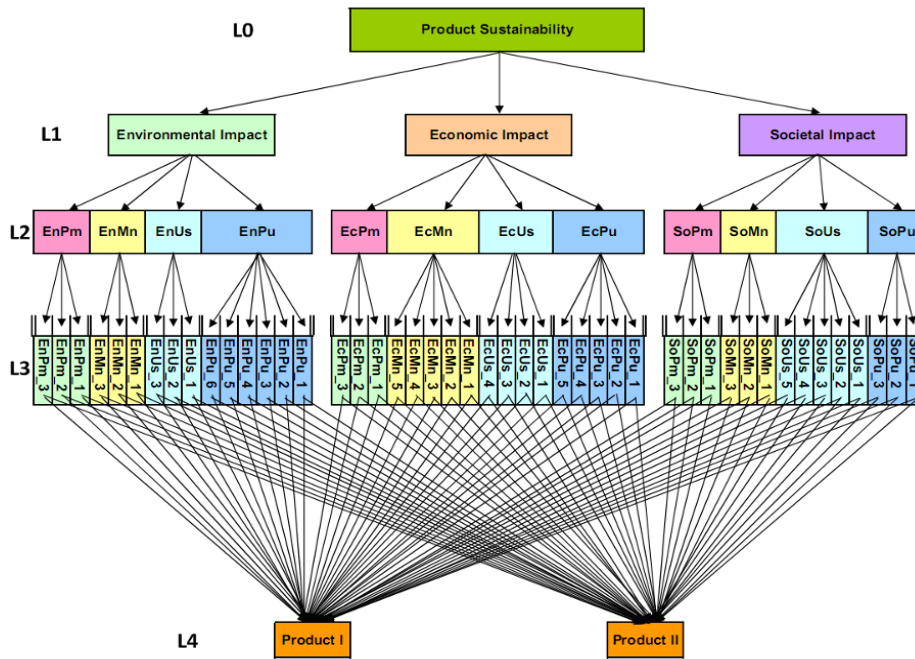 L0
Product Sustainability
L1
Environmental Impact
Economic Impact
Societal Impact
L2
EnPm
EnMn
EnUs
EnPu
EcPm
EcMn
EcUs
EcPu
SoPm
SoMn
SoUs
SoPu
L3
EnPm_3
EnPm_2
EnPm_1
EnMn_3
EnMn_2
EnMn_1
EnUs_3
EnUs_2
EnUs_1
EnPu_6
EnPu_5
EnPu_4
EnPu_3
EnPu_2
EnPu_1
EcPm_3
EcPm_2
EcPm_1
EcMn_5
EcMn_4
EcMn_3
EcMn_2
EcMn_1
EcUs_4
EcUs_3
EcUs_2
EcUs_1
EcPu_5
EcPu_4
EcPu_3
EcPu_2
EcPu_1
SoPm_3
SoPm_2
SoPm_1
SoMn_3
SoMn_2
SoMn_1
SoUs_5
SoUs_4
SoUs_3
SoUs_2
SoUs_1
SoPu_3
SoPu_2
L4
Product I
Product II